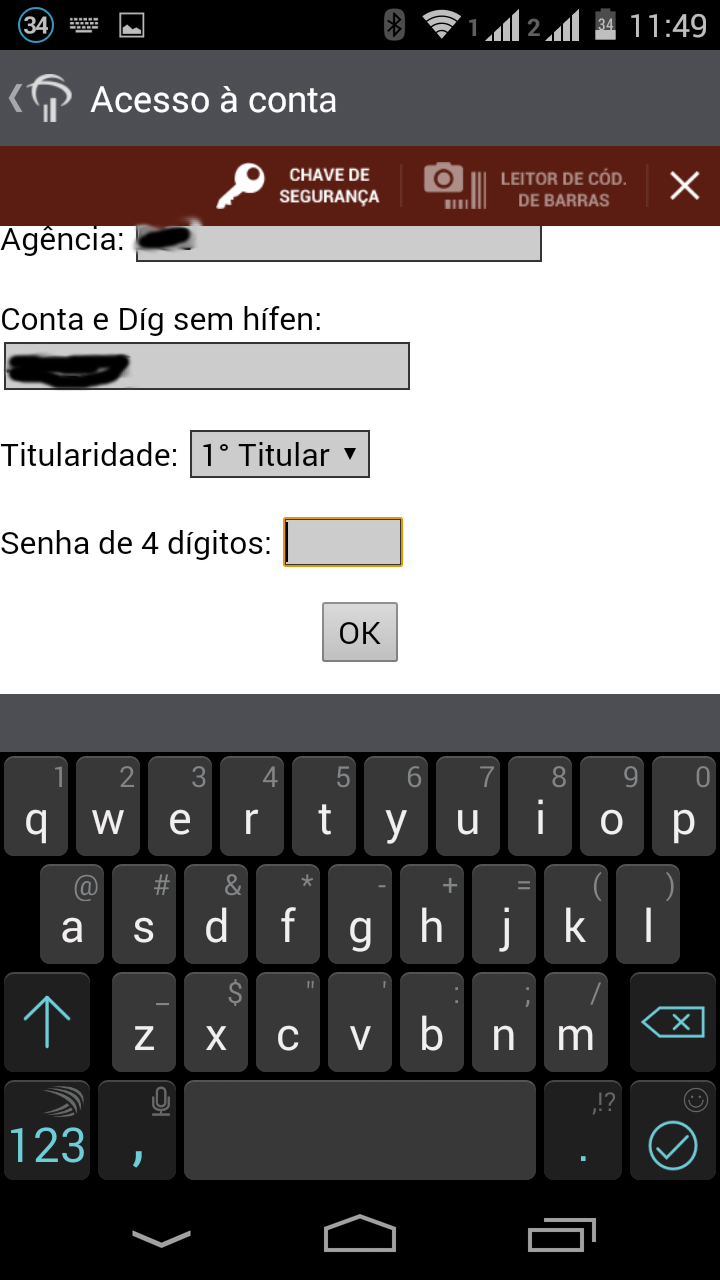 34 1 2 34 11:49
Acesso à conta
CHAVE DE SEGURANÇA LEITOR DE CÓD. DE BARRAS
Agência:
Conta e Díg sem hífen:
Titularidade: 1° Titular ▼
Senha de 4 dígitos:
OK
1 2 3 4 5 6 7 8 9 0
q w e r t y u i o p
@ # & * - + = ( )
a s d f g h j k l
_ $ " ' : ; /
z x c v b n m
,!?
123 , .